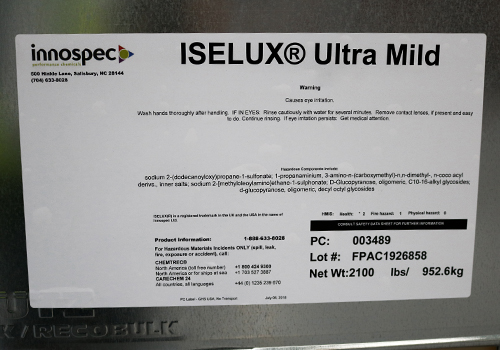 innospec
performance chemicals
500 Hinkle Lane, Salisbury, NC 28144
(704) 633-8028
ISELUX® Ultra Mild
Warning
Causes eye irritation.
Wash hands thoroughly after handling. IF IN EYES: Rinse cautiously with water for several minutes. Remove contact lenses, if present and easy
to do. Continue rinsing. If eye irritation persists: Get medical attention.
Hazardous Components include:
sodium 2-(dodecanoyloxy)propane-1-sulfonate; 1-propanaminium, 3-amino-n-(carboxymethyl)-n,n-dimethyl-, n-coco acyl
derivs., inner salts; sodium 2-[methyloleoylamino]ethane-1-sulphonate; D-Glucopyranose, oligomeric, C10-16-alkyl glycosides;
d-glucopyranose, oligomeric, decyl octyl glycosides
ISELUX(R) is a registered trademark in the UK and the USA in the name of
Innospec Ltd.
HMIS: Health: * 2 Fire hazard: 1 Physical hazard: 0
CONSULT SAFETY DATA SHEET FOR FURTHER INFORMATION
Product Information: 1-888-633-8028
For Hazardous Materials Incidents ONLY (spill, leak,
fire, exposure or accident), call:
CHEMTREC®
North America (toll free number) +1 800 424 9300
North America or for ships at sea +1 703 527 3887
CARECHEM 24
All countries, all languages +44 (0) 1235 239 670
PC: 003489
Lot #: FPAC1926858
Net Wt: 2100 lbs/ 952.6kg
PC Label - GHS USA, No Transport